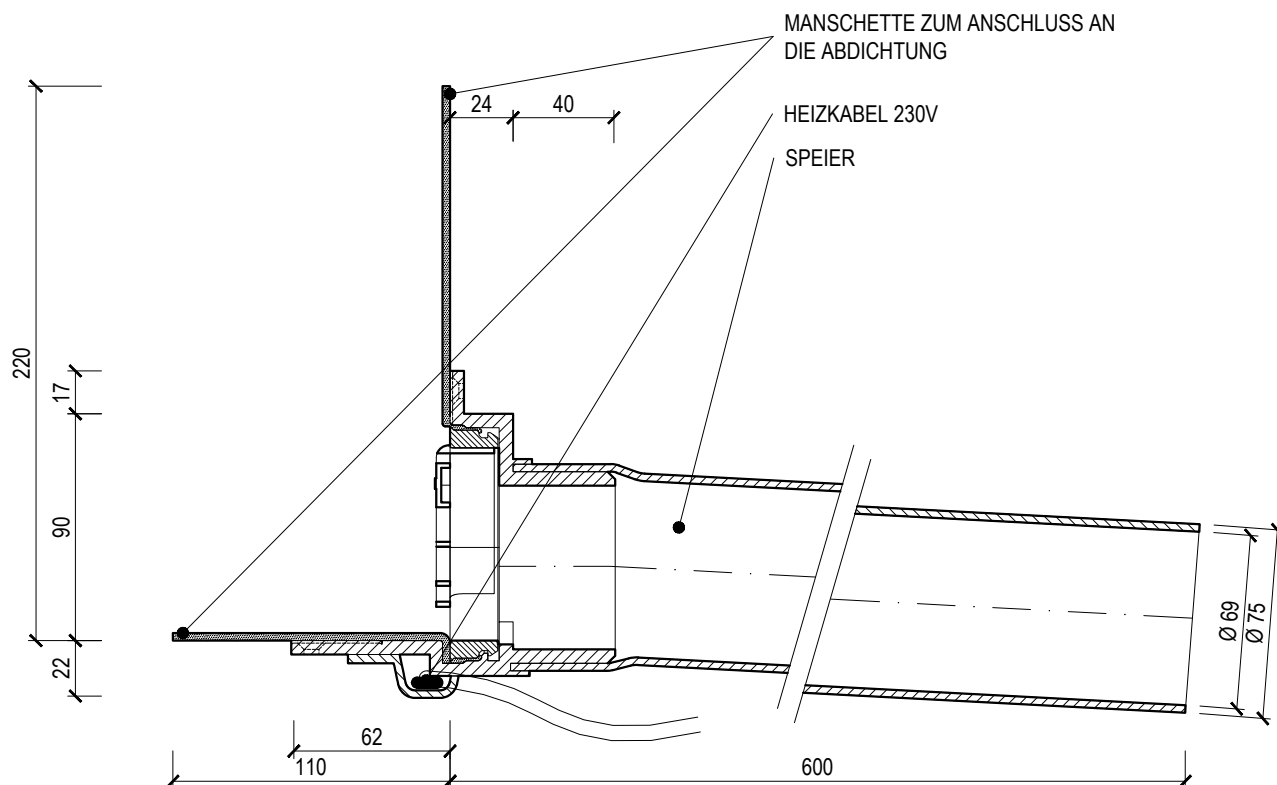 MANSCHETTE ZUM ANSCHLUSS AN
DIE ABDICHTUNG
24
40
HEIZKABEL 230V
SPEIER
220
17
90
22
Ø 69
Ø 75
62
110
600